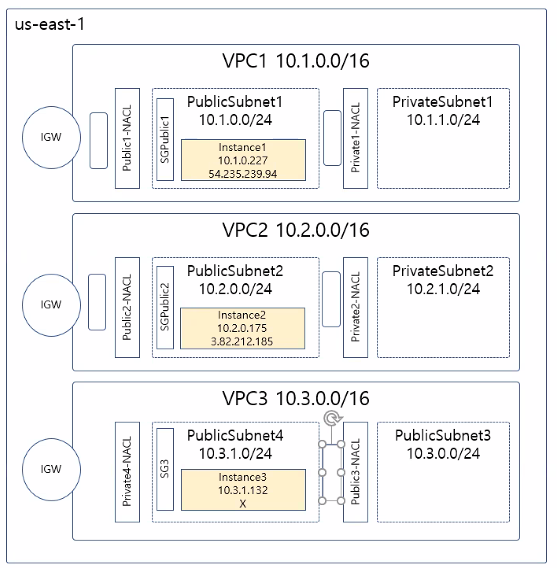 us-east-1
VPC1 10.1.0.0/16
IGW
Public1-NACL
SGPublic1
PublicSubnet1
10.1.0.0/24
Instance1
10.1.0.227
54.235.239.94
Private1-NACL
PrivateSubnet1
10.1.1.0/24
VPC2 10.2.0.0/16
IGW
Public2-NACL
SGPublic2
PublicSubnet2
10.2.0.0/24
Instance2
10.2.0.175
3.82.212.185
Private2-NACL
PrivateSubnet2
10.2.1.0/24
VPC3 10.3.0.0/16
IGW
Private4-NACL
SG3
PublicSubnet4
10.3.1.0/24
Instance3
10.3.1.132
X
Public3-NACL
PublicSubnet3
10.3.0.0/24